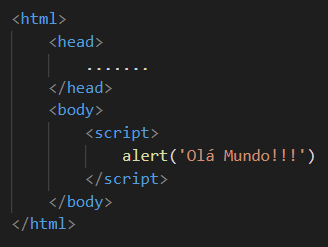 <html>
<head>
.......
</head>
<body>
<script>
alert('Olá Mundo!!!')
</script>
</body>
</html>